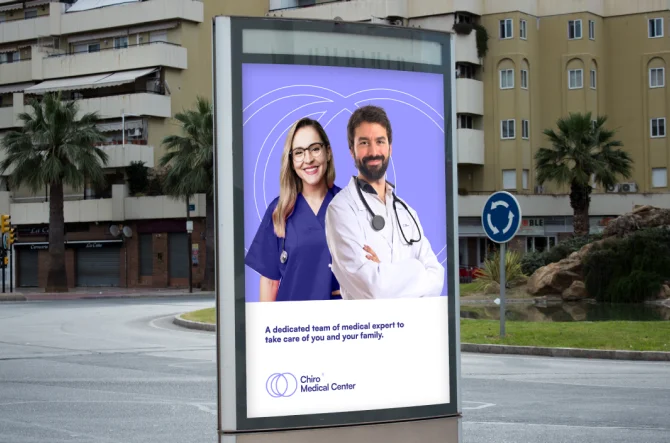 A dedicated team of medical expert to
take care of you and your family.
Chiro
Medical Center